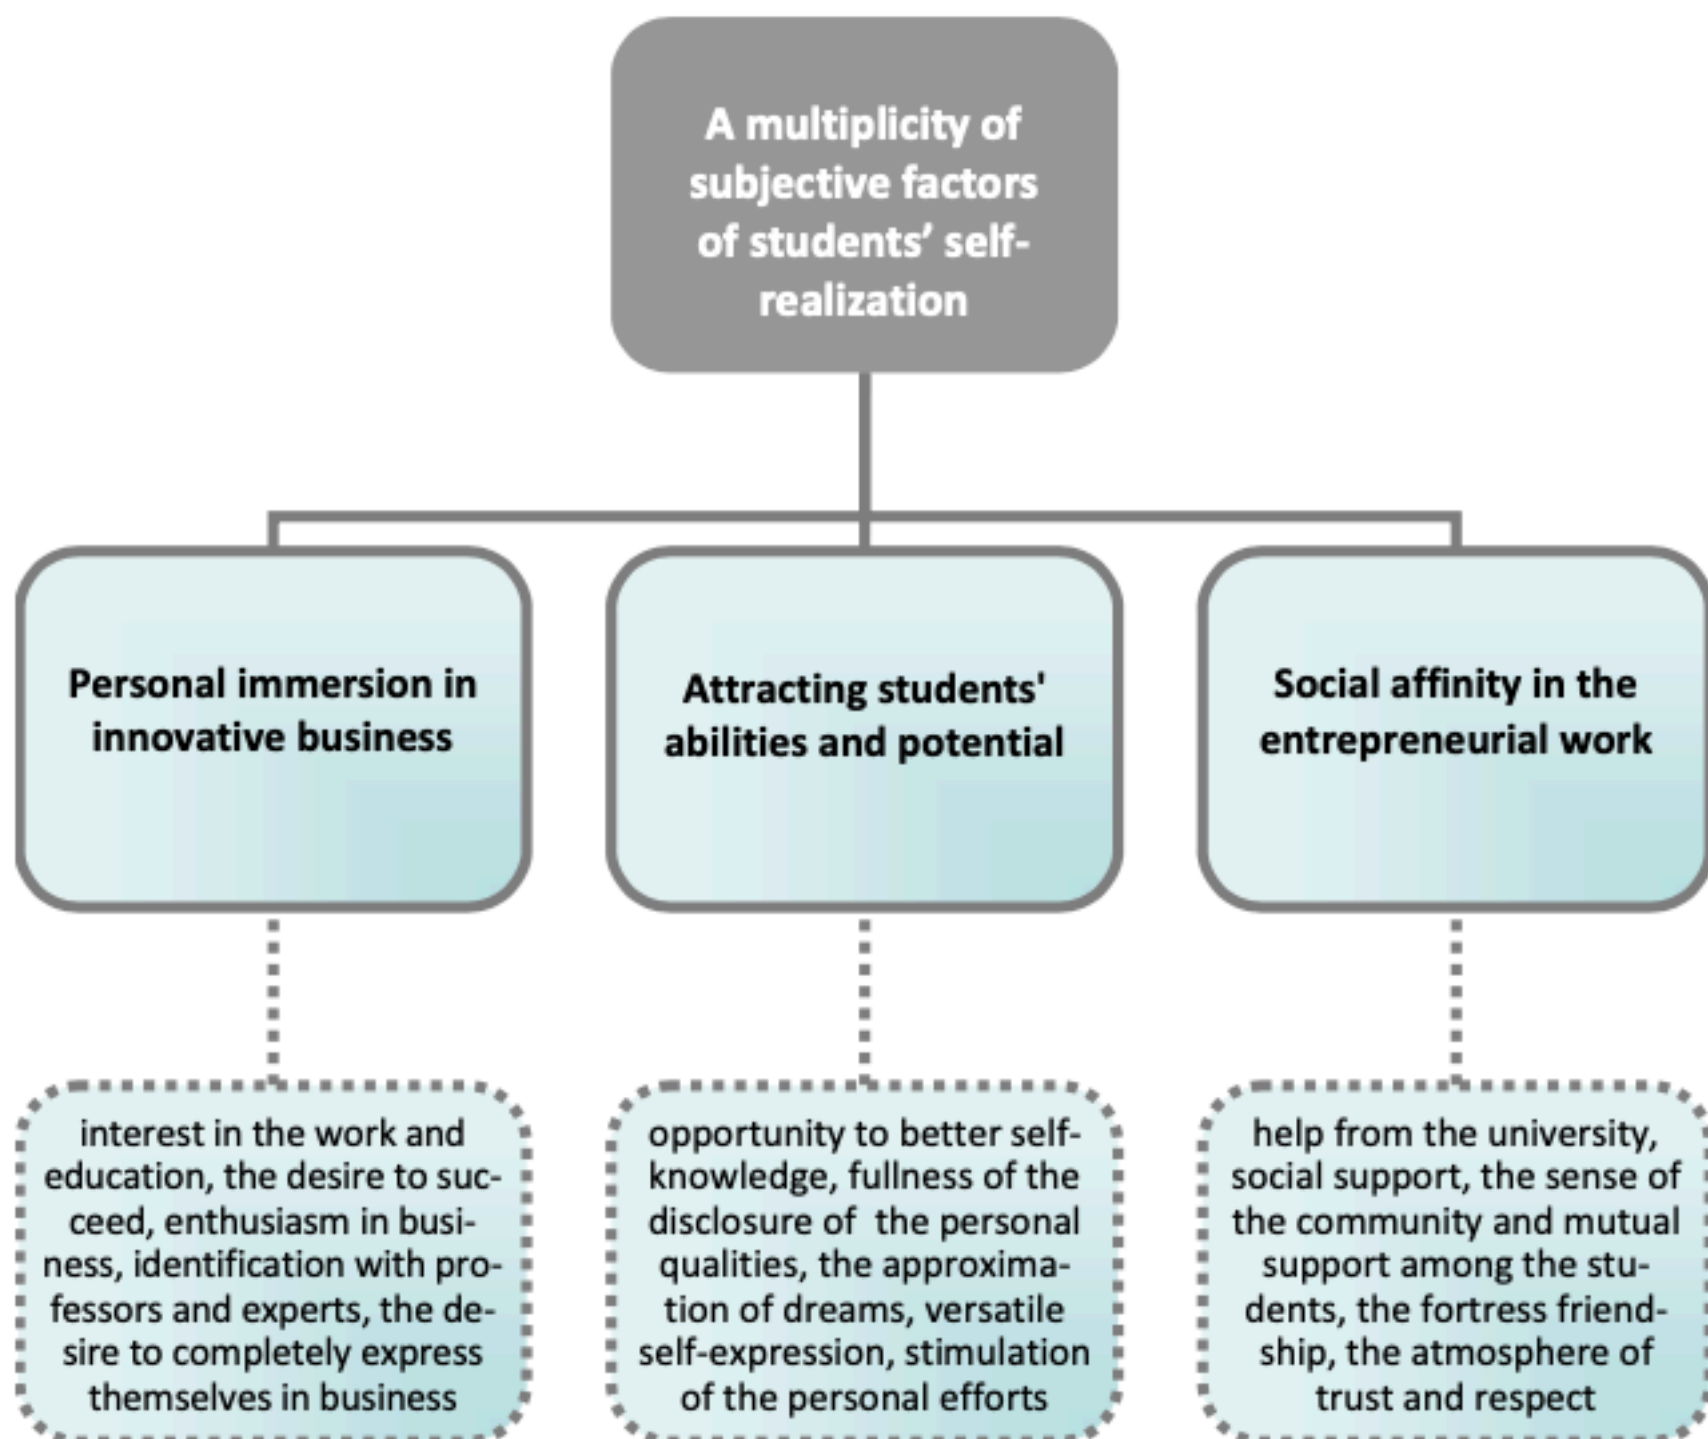 A multiplicity of
subjective factors
of students’ self-
realization
Personal immersion in
innovative business
Attracting students'
abilities and potential
Social affinity in the
entrepreneurial work
interest in the work and
education, the desire to suc-
ceed, enthusiasm in busi-
ness, identification with pro-
fessors and experts, the de-
sire to completely express
themselves in business
opportunity to better self-
knowledge, fullness of the
disclosure of  the personal
qualities, the approxima-
tion of dreams, versatile
self-expression, stimulation
of the personal efforts
help from the university,
social support, the sense of
the community and mutual
support among the stu-
dents, the fortress friend-
ship, the atmosphere of
trust and respect